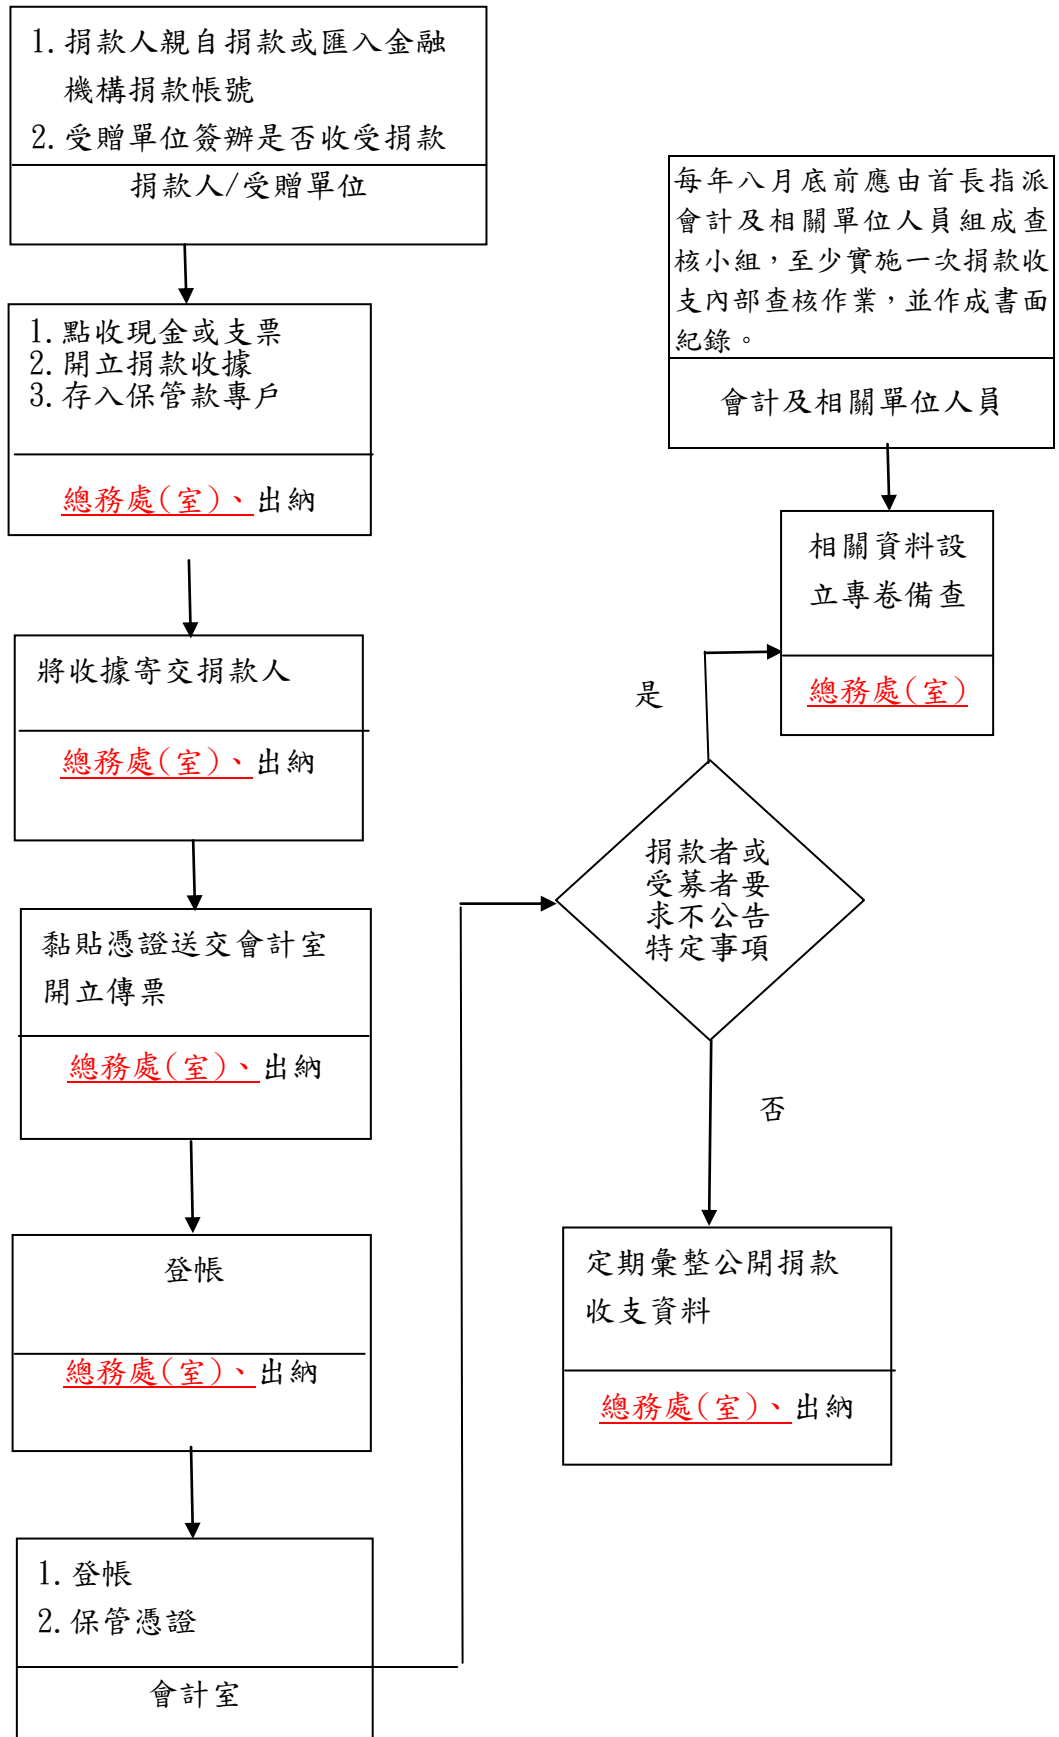 1. 捐款人親自捐款或匯入金融
機構捐款帳號
2. 受贈單位簽辦是否收受捐款
捐款人/受贈單位
1. 點收現金或支票
2. 開立捐款收據
3. 存入保管款專戶
總務處(室)、出納
將收據寄交捐款人
總務處(室)、出納
黏貼憑證送交會計室
開立傳票
總務處(室)、出納
登帳
總務處(室)、出納
1. 登帳
2. 保管憑證
會計室
每年八月底前應由首長指派
會計及相關單位人員組成查
核小組，至少實施一次捐款收
支內部查核作業，並作成書面
紀錄。
會計及相關單位人員
相關資料設
立專卷備查
總務處(室)
是
捐款者或
受募者要
求不公告
特定事項
否
定期彙整公開捐款
收支資料
總務處(室)、出納